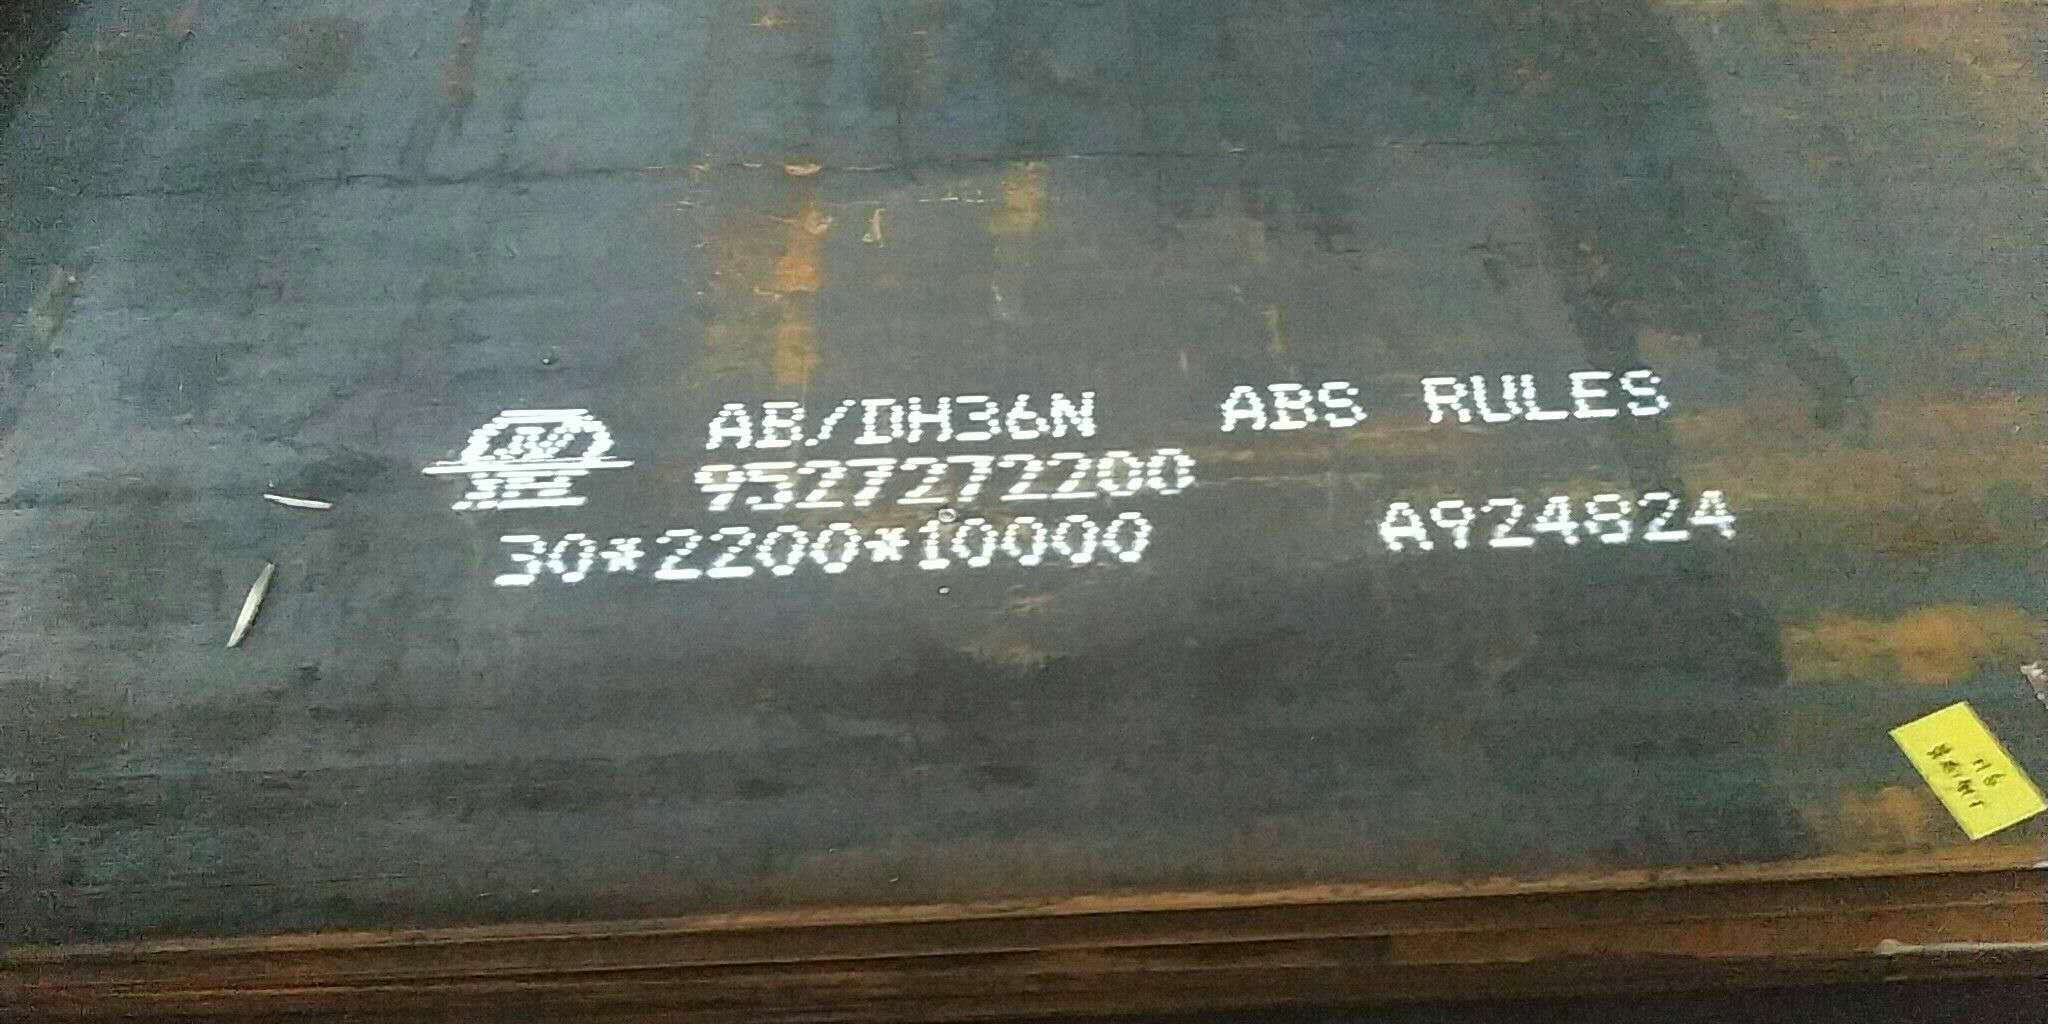 AB/DH36N ABS RULES
9527272200
30*2200*10000 A924824